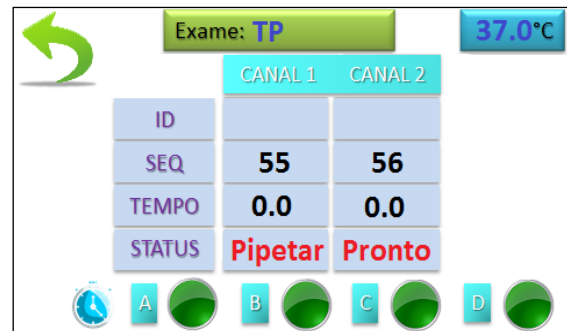 Exame: TP
37.0°C
CANAL 1 CANAL 2
ID
SEQ 55 56
TEMPO 0.0 0.0
STATUS Pipetar Pronto
A B C D